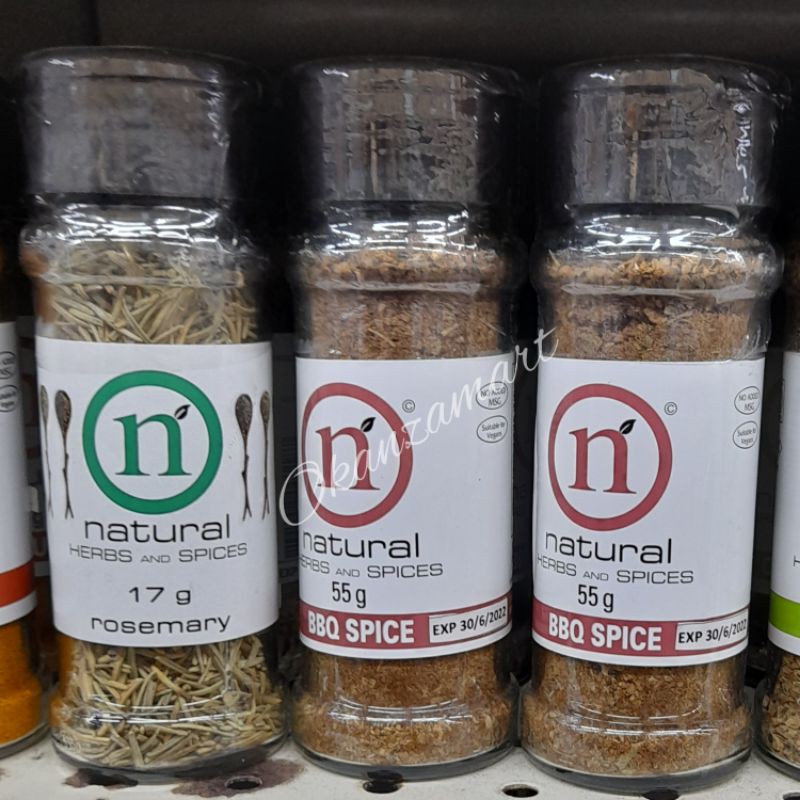 n
natural
HERBS AND SPICES
17 g
rosemary
n
©
NO ADDED
MSG
Suitable for
Vegans
natural
HERBS AND SPICES
55 g
BBQ SPICE
EXP 30/6/2022
n
©
NO ADDED
MSG
Suitable for
Vegans
natural
HERBS AND SPICES
55 g
BBQ SPICE
EXP 30/6/2022
Okanzamart